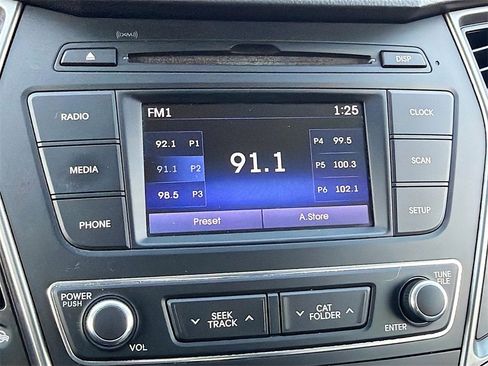 ((XM))
DISP
FM1 1:25
RADIO
CLOCK
92.1 P1
P4 99.5
91.1 P2
91.1
P5 100.3
98.5 P3
P6 102.1
MEDIA
SCAN
PHONE
SETUP
Preset
A.Store
POWER
PUSH
VOL
SEEK
TRACK
CAT
FOLDER
TUNE
FILE
ENTER